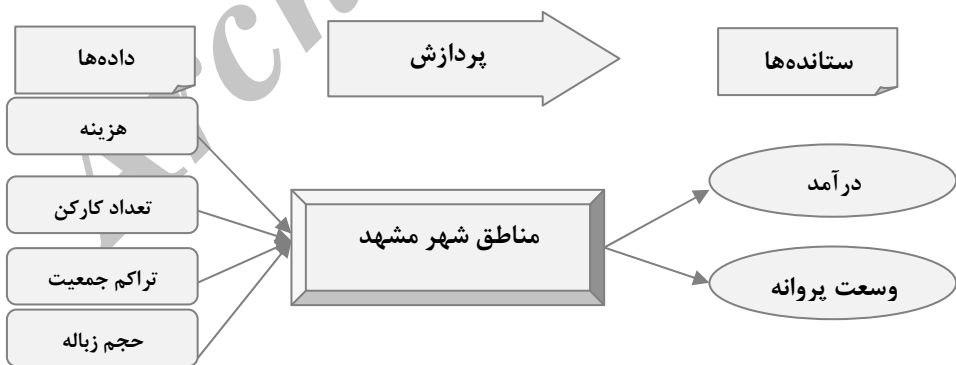 داده‌ها
پردازش
ستانده‌ها
هزینه
تعداد کارکن
تراکم جمعیت
حجم زباله
مناطق شهر مشهد
درآمد
وسعت پروانه